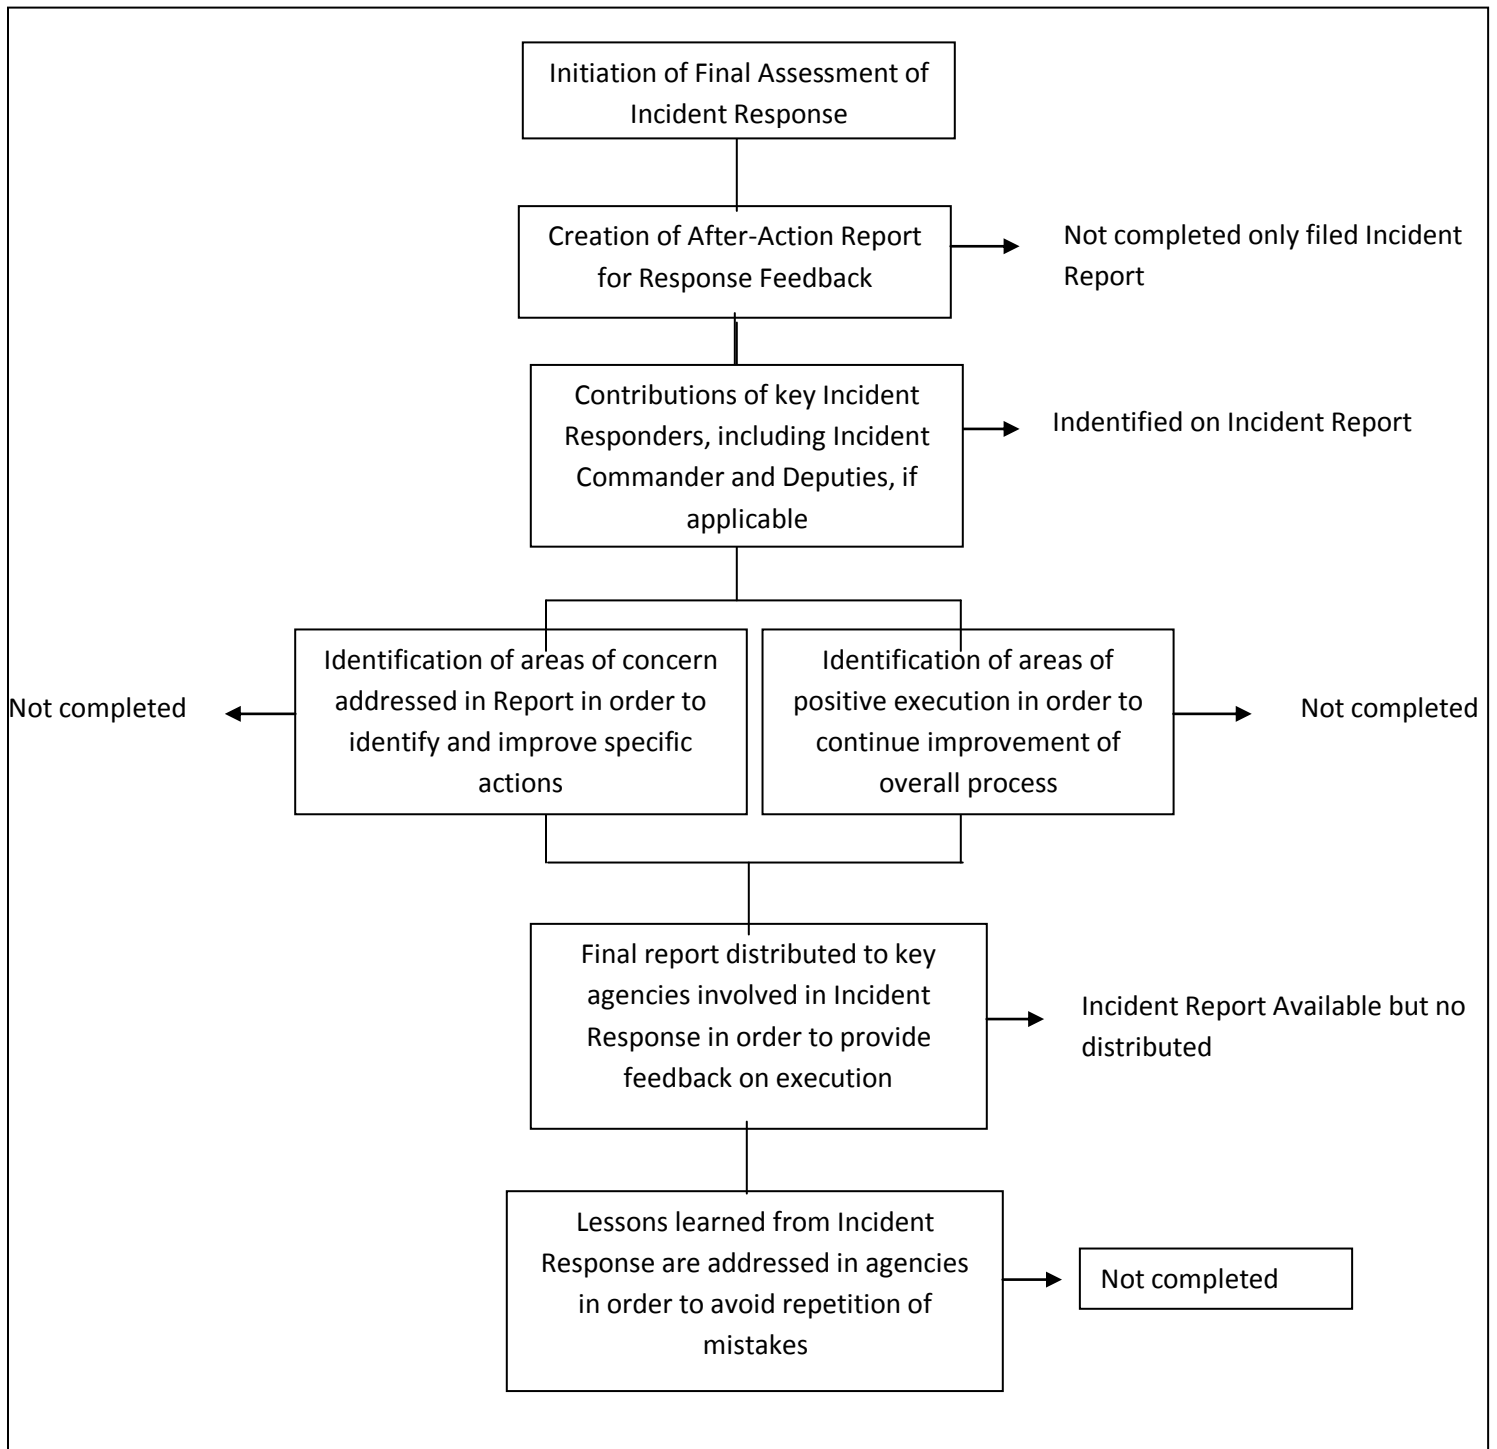 Initiation of Final Assessment of
Incident Response
Creation of After-Action Report
for Response Feedback
Not completed only filed Incident
Report
Contributions of key Incident
Responders, including Incident
Commander and Deputies, if
applicable
Indentified on Incident Report
Not completed
Identification of areas of concern
addressed in Report in order to
identify and improve specific
actions
Identification of areas of
positive execution in order to
continue improvement of
overall process
Not completed
Final report distributed to key
agencies involved in Incident
Response in order to provide
feedback on execution
Incident Report Available but no
distributed
Lessons learned from Incident
Response are addressed in agencies
in order to avoid repetition of
mistakes
Not completed